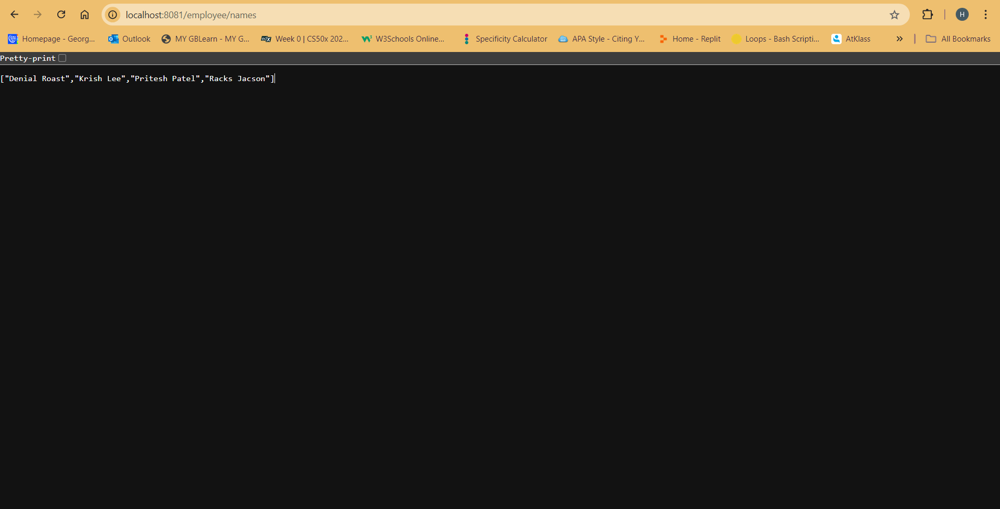 localhost:8081/employee/names
H
Homepage - Georg... Outlook MY GBLearn - MY G... edX Week 0 | CS50x 202... W3Schools Online... Specificity Calculator APA Style - Citing Y... Home - Replit Loops - Bash Scripti... AtKlass » All Bookmarks
Pretty-print
["Denial Roast","Krish Lee","Pritesh Patel","Racks Jacson"]